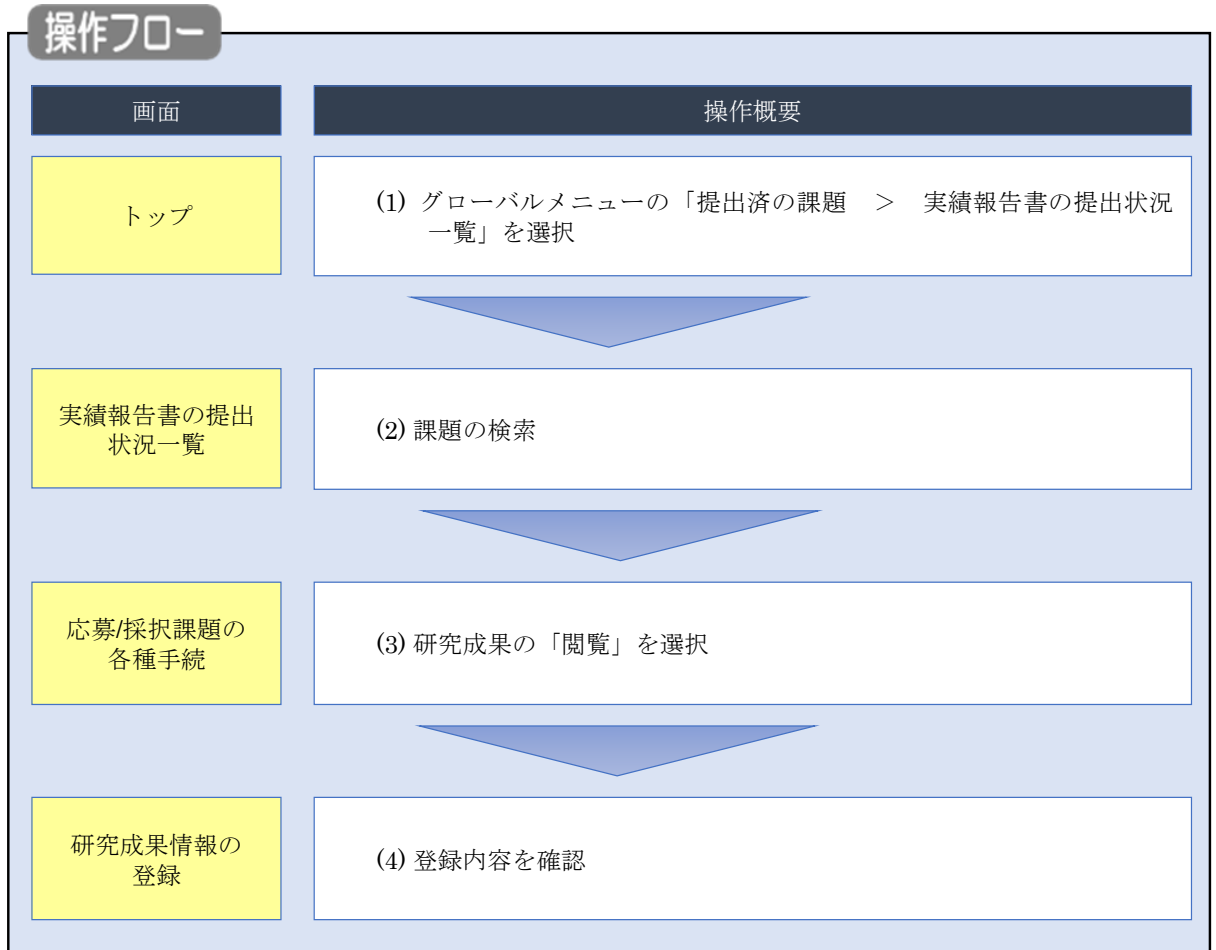 操作フロー
画面
操作概要
トップ
(1) グローバルメニューの「提出済の課題　＞　実績報告書の提出状況
一覧」を選択
実績報告書の提出
状況一覧
(2) 課題の検索
応募/採択課題の
各種手続
(3) 研究成果の「閲覧」を選択
研究成果情報の
登録
(4) 登録内容を確認